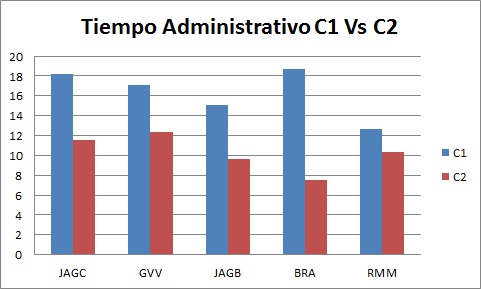 Tiempo Administrativo C1 Vs C2
20
18
16
14
12
10
8
6
4
2
0
JAGC GVV JAGB BRA RMM
C1
C2